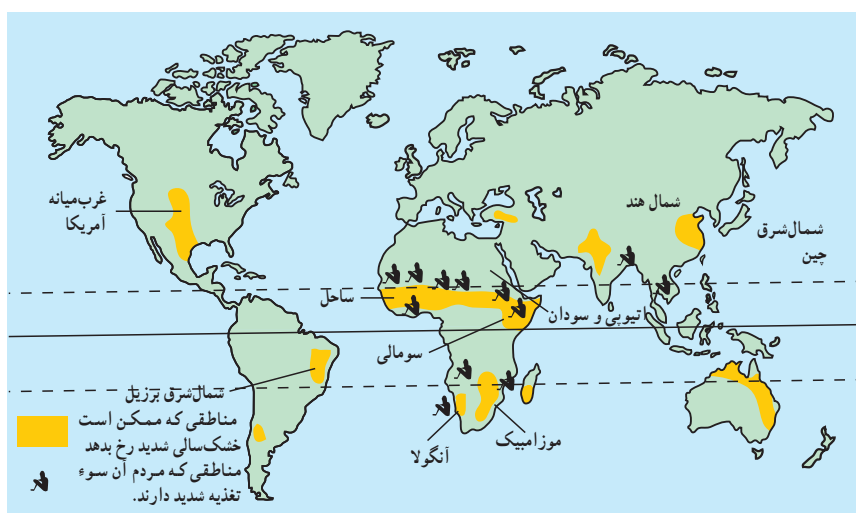 غرب‌میانه
آمریکا
شمال هند
شمال‌شرق
چین
ساحل
اتیوپی و سودان
سومالی
شمال‌شرق برزیل
موزامبیک
آنگولا
مناطقی که ممکن است
خشک‌سالی شدید رخ بدهد
مناطقی که مردم آن سوءِ
تغذیه شدید دارند.